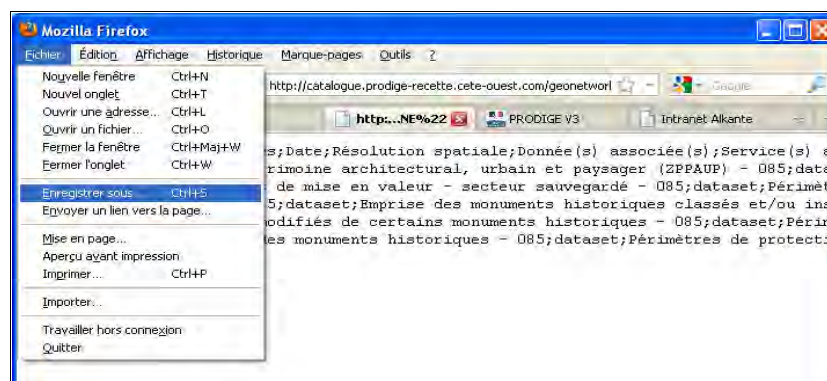 Mozilla Firefox
Fichier Édition Affichage Historique Marque-pages Outils ?
Nouvelle fenêtre Ctrl+N
Nouvel onglet Ctrl+T
Ouvrir une adresse... Ctrl+L
Ouvrir un fichier... Ctrl+O
Fermer la fenêtre Ctrl+Maj+W
Fermer l'onglet Ctrl+W
Enregistrer sous... Ctrl+S
Envoyer un lien vers la page...
Mise en page...
Aperçu avant impression
Imprimer... Ctrl+P
Importer...
Travailler hors connexion
Quitter
http://catalogue.prodige-recette.cete-ouest.com/geonetworl Google
http:...NE%22 PRODIGE V3 Intranet Alkante
s;Date;Résolution spatiale;Donnée(s) associée(s);Service(s) a
rimoine architectural, urbain et paysager (ZPPAUP) - 085;data
de mise en valeur - secteur sauvegardé - 085;dataset;Périmèt
5;dataset;Emprise des monuments historiques classés et/ou ins
odifiés de certains monuments historiques - 085;dataset;Périm
es monuments historiques - 085;dataset;Périmètres de protecti